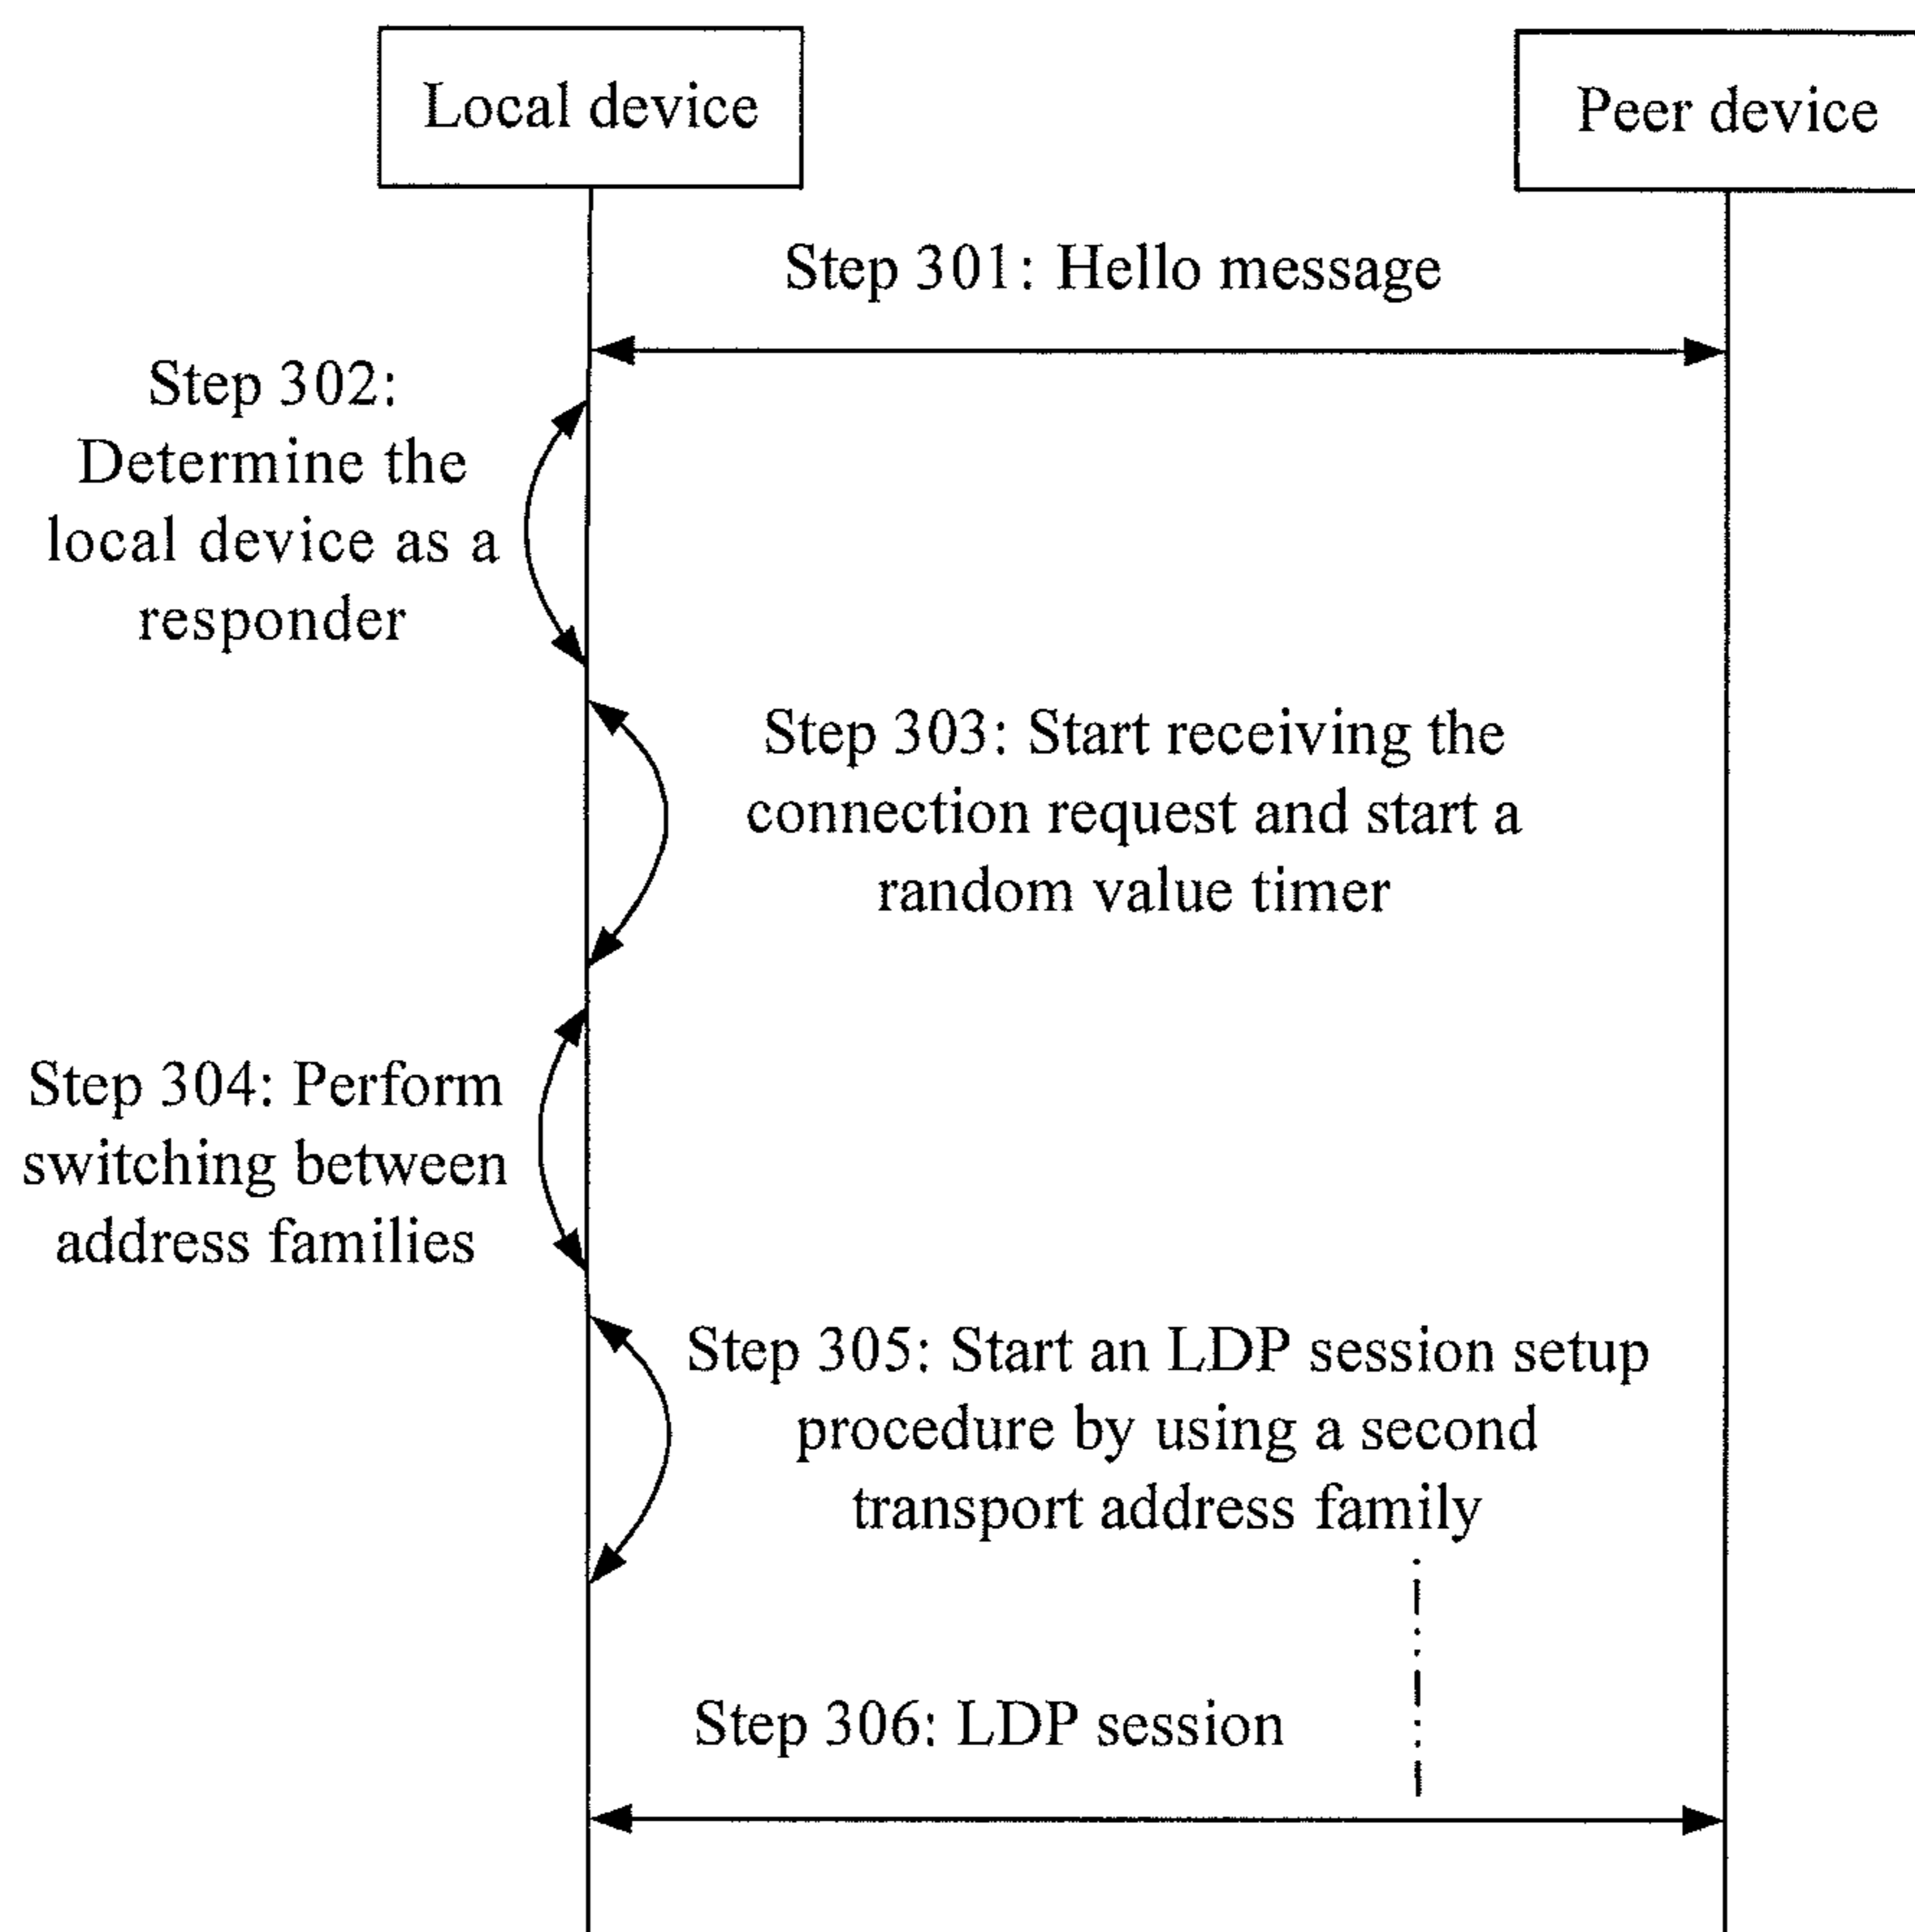 Local device
Peer device
Step 301: Hello message
Step 302:
Determine the
local device as a
responder
Step 303: Start receiving the
connection request and start a
random value timer
Step 304: Perform
switching between
address families
Step 305: Start an LDP session setup
procedure by using a second
transport address family
Step 306: LDP session